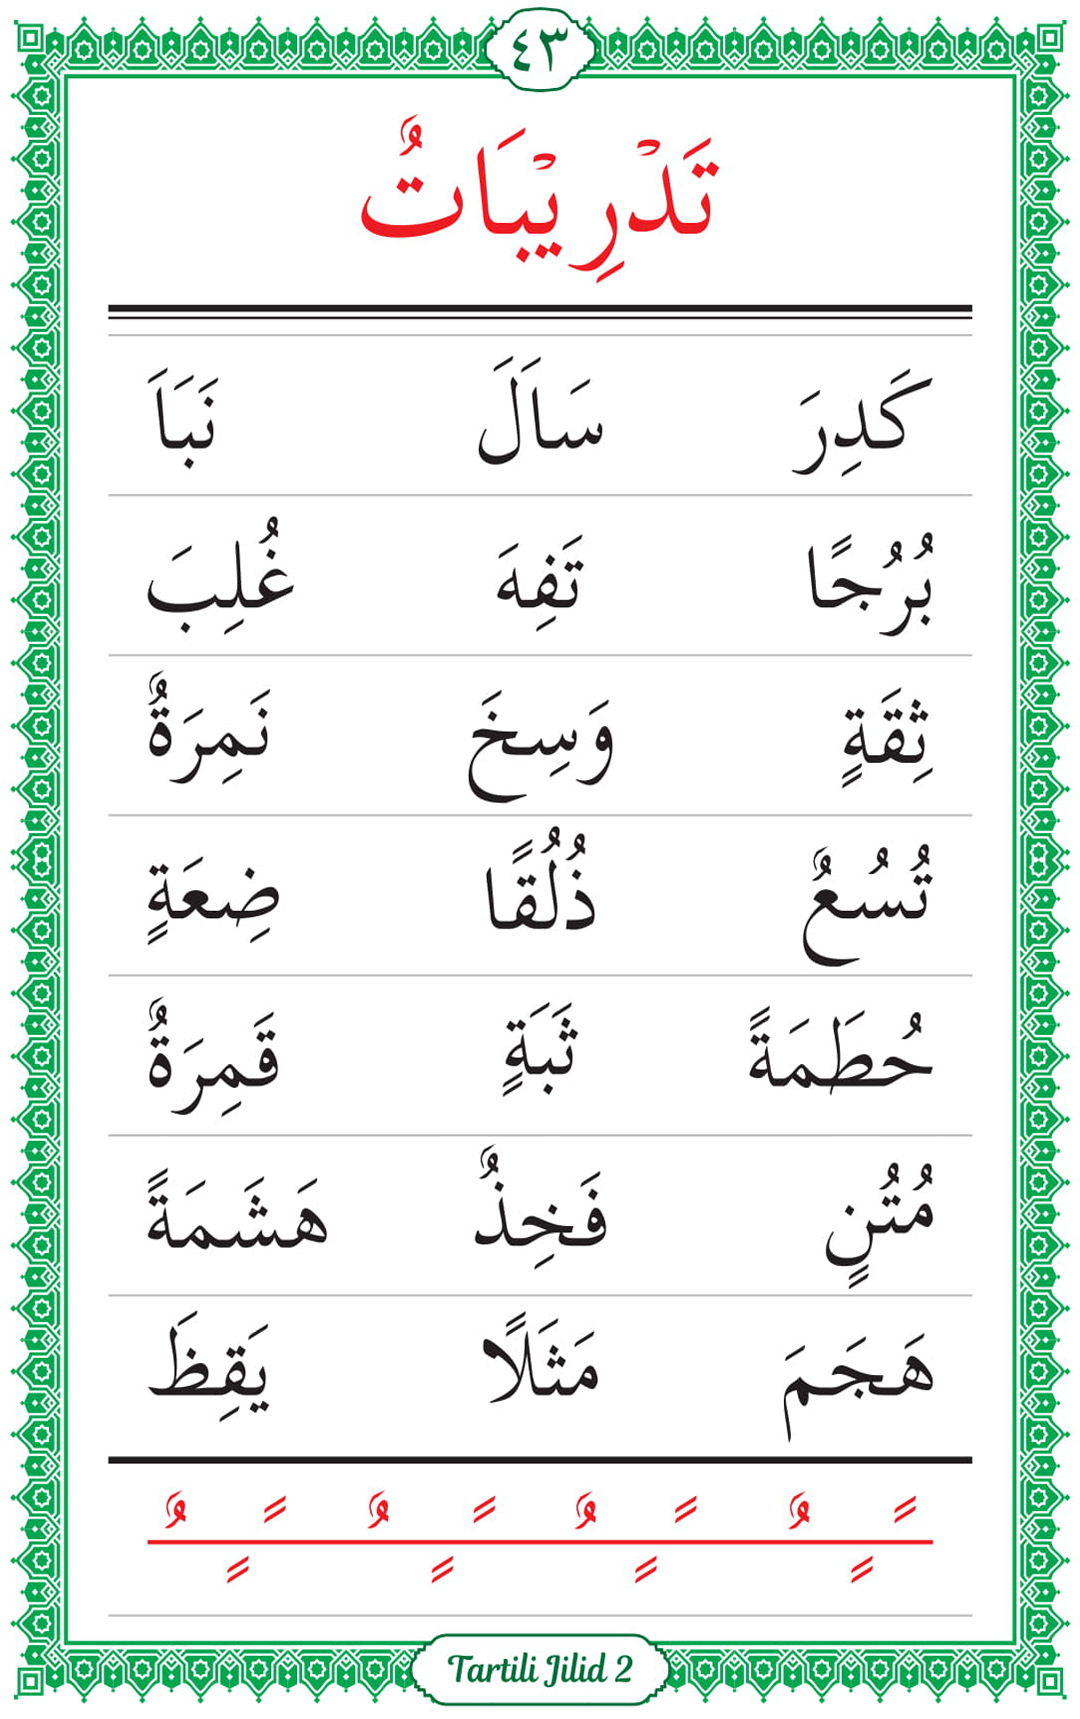 ٤٣
تَدْرِيْبَاتٌ
كَدِرَ سَاَلَ نَبَاَ
بُرُجًا تَفِهَ غُلِبَ
ثِقَةٍ وَسِخَ نَمِرَةٌ
تُسُعٌ ذُلُقًا ضِعَةٍ
حُطَمَةً ثَبَةٍ قَمِرَةٌ
مُتُنٍ فَخِذٌ هَشَمَةً
هَجَمَ مَثَلًا يَقِظَ
ً ٍ ٌ ً ٍ ٌ ً ٍ ٌ ً ٍ ٌ
Tartili Jilid 2